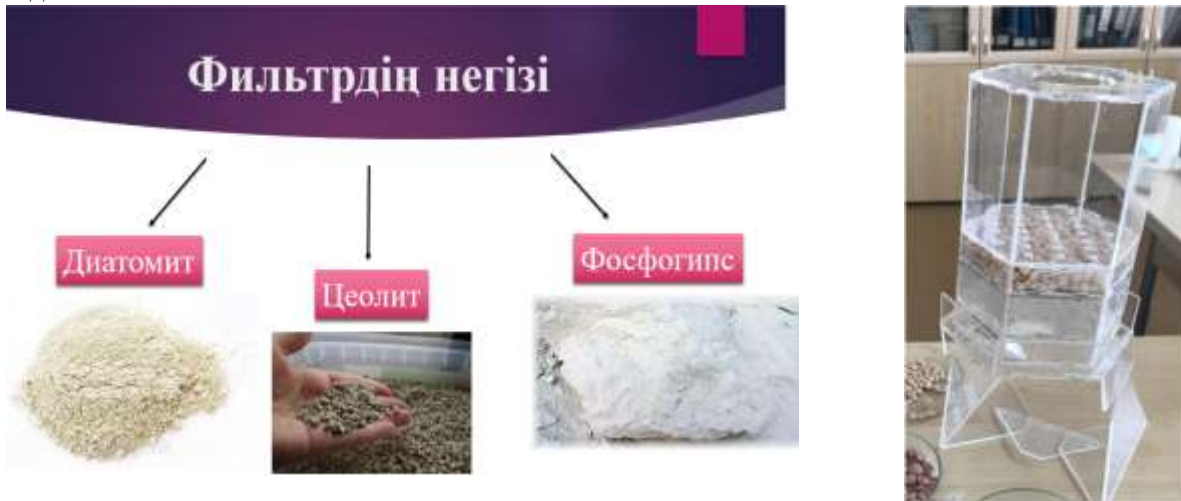 Фильтрдің негізі
Диатомит
Цеолит
Фосфогипс